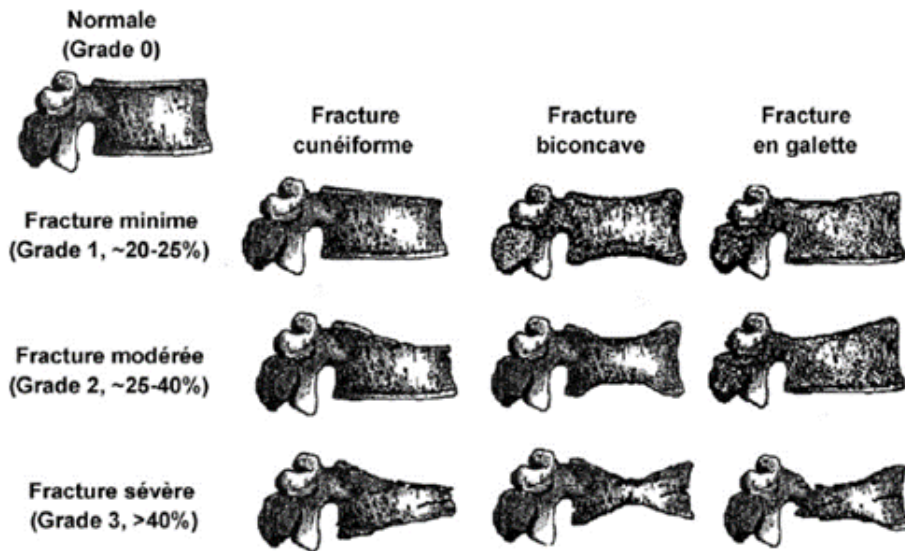 Normale
(Grade 0)
Fracture
cunéiforme
Fracture
biconcave
Fracture
en galette
Fracture minime
(Grade 1, ~20-25%)
Fracture modérée
(Grade 2, ~25-40%)
Fracture sévère
(Grade 3, >40%)